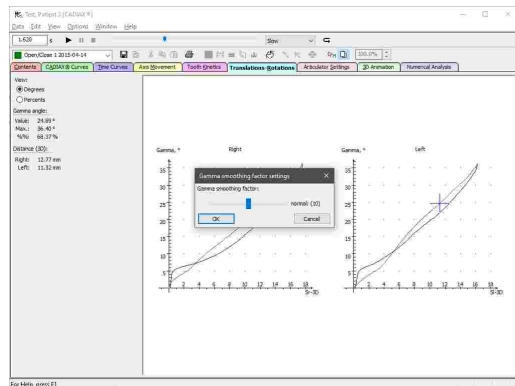 Test, Patient 2 [CADIAX®]
Data Edit View Options Window Help
1.620 s Slow
Open/Close 1 2015-04-14 100.0%
Contents CADIAX® Curves Time Curves Axis Movement Tooth Kinetics Translations-Rotations Articulator Settings 3D Animation Numerical Analysis
View:
Degrees
Percents
Gamma angle:
Value: 24.89°
Max.: 36.40°
%%: 68.37%
Distance (3D):
Right: 12.77 mm
Left: 11.32 mm
Gamma, ° Right
35
30
25
20
15
10
5
2 4 6 8 10 12 14 16 18
Sl-3D
Gamma smoothing factor settings
Gamma smoothing factor:
normal: (10)
OK Cancel
Gamma, ° Left
35
30
25
20
15
10
5
2 4 6 8 10 12 14 16 18
Sl-3D
For Help, press F1